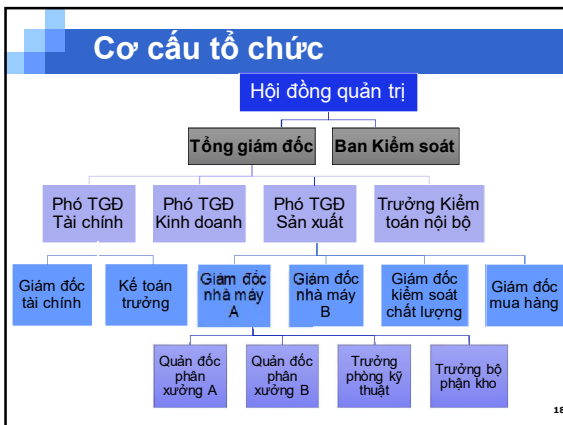 Cơ cấu tổ chức
Hội đồng quản trị
Tổng giám đốc
Ban Kiểm soát
Phó TGĐ
Tài chính
Phó TGĐ
Kinh doanh
Phó TGĐ
Sản xuất
Trưởng Kiểm
toán nội bộ
Giám đốc
tài chính
Kế toán
trưởng
Giám đốc
nhà máy
A
Giám đốc
nhà máy
B
Giám đốc
kiểm soát
chất lượng
Giám đốc
mua hàng
Quản đốc
phân
xưởng A
Quản đốc
phân
xưởng B
Trưởng
phòng kỹ
thuật
Trưởng bộ
phận kho
18